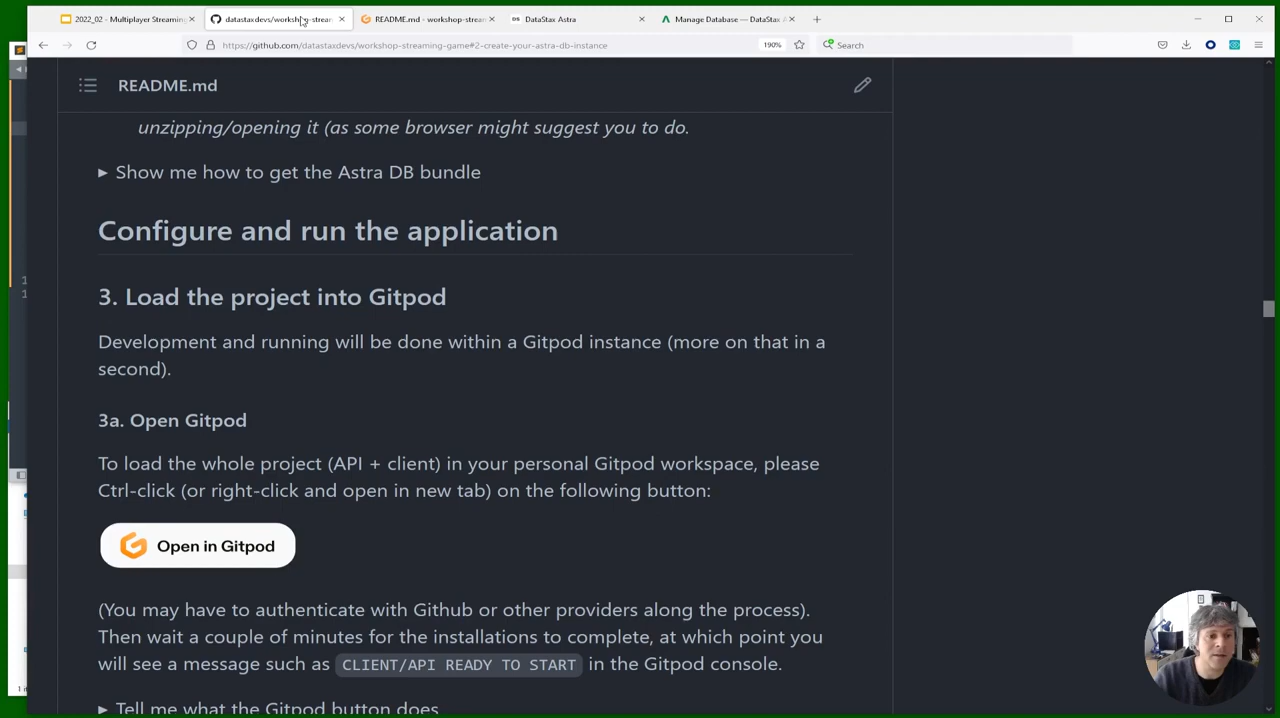 2022_02 - Multiplayer Streaming
datastaxdevs/workshop-strean
README.md - workshop-strean
DS DataStax Astra
Manage Database — DataStax A
https://github.com/datastaxdevs/workshop-streaming-game#2-create-your-astra-db-instance
190%
Search
README.md
unzipping/opening it (as some browser might suggest you to do.
Show me how to get the Astra DB bundle
Configure and run the application
3. Load the project into Gitpod
Development and running will be done within a Gitpod instance (more on that in a
second).
3a. Open Gitpod
To load the whole project (API + client) in your personal Gitpod workspace, please
Ctrl-click (or right-click and open in new tab) on the following button:
Open in Gitpod
(You may have to authenticate with Github or other providers along the process).
Then wait a couple of minutes for the installations to complete, at which point you
will see a message such as CLIENT/API READY TO START in the Gitpod console.
Tell me what the Gitpod button does